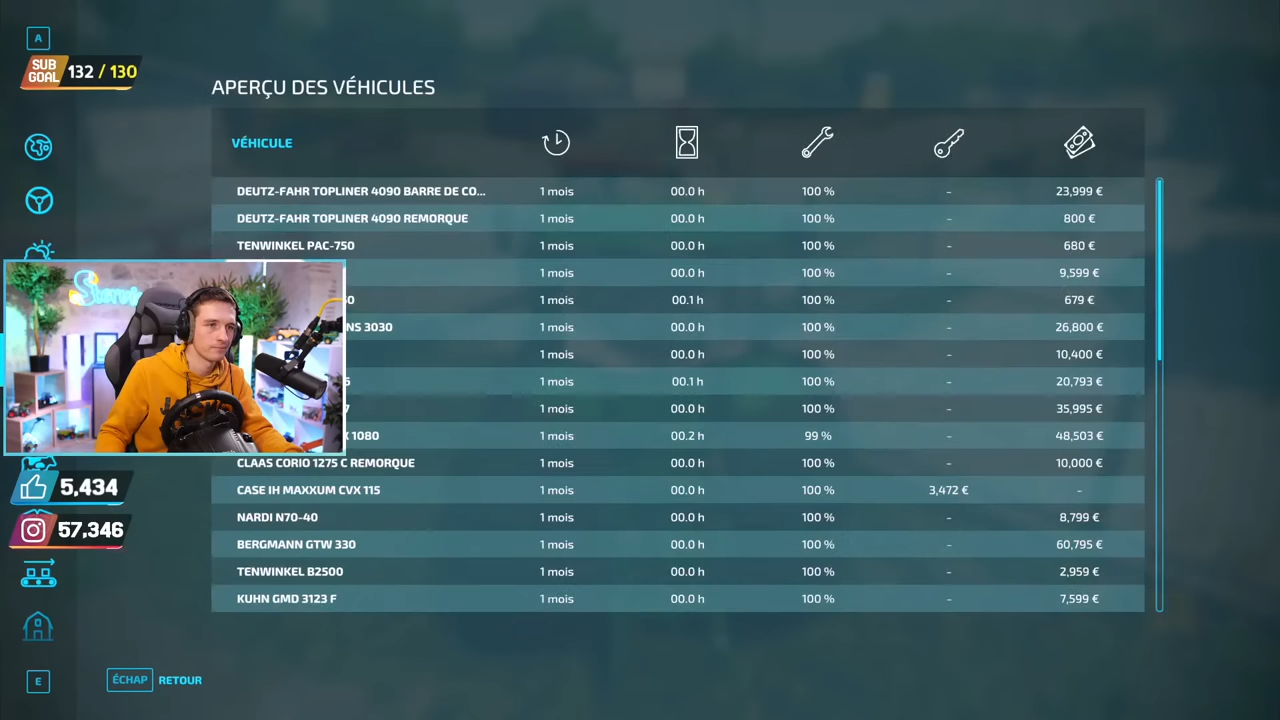 A
SUB GOAL 132 / 130
APERÇU DES VÉHICULES
VÉHICULE
DEUTZ-FAHR TOPLINER 4090 BARRE DE CO... 1 mois 00.0 h 100 % - 23,999 €
DEUTZ-FAHR TOPLINER 4090 REMORQUE 1 mois 00.0 h 100 % - 800 €
TENWINKEL PAC-750 1 mois 00.0 h 100 % - 680 €
1 mois 00.0 h 100 % - 9,599 €
1 mois 00.1 h 100 % - 679 €
3030 1 mois 00.0 h 100 % - 26,800 €
1 mois 00.0 h 100 % - 10,400 €
1 mois 00.1 h 100 % - 20,793 €
1 mois 00.0 h 100 % - 35,995 €
1080 1 mois 00.2 h 99 % - 48,503 €
CLAAS CORIO 1275 C REMORQUE 1 mois 00.0 h 100 % - 10,000 €
CASE IH MAXXUM CVX 115 1 mois 00.0 h 100 % 3,472 € -
NARDI N70-40 1 mois 00.0 h 100 % - 8,799 €
BERGMANN GTW 330 1 mois 00.0 h 100 % - 60,795 €
TENWINKEL B2500 1 mois 00.0 h 100 % - 2,959 €
KUHN GMD 3123 F 1 mois 00.0 h 100 % - 7,599 €
5,434
57,346
E
ÉCHAP RETOUR